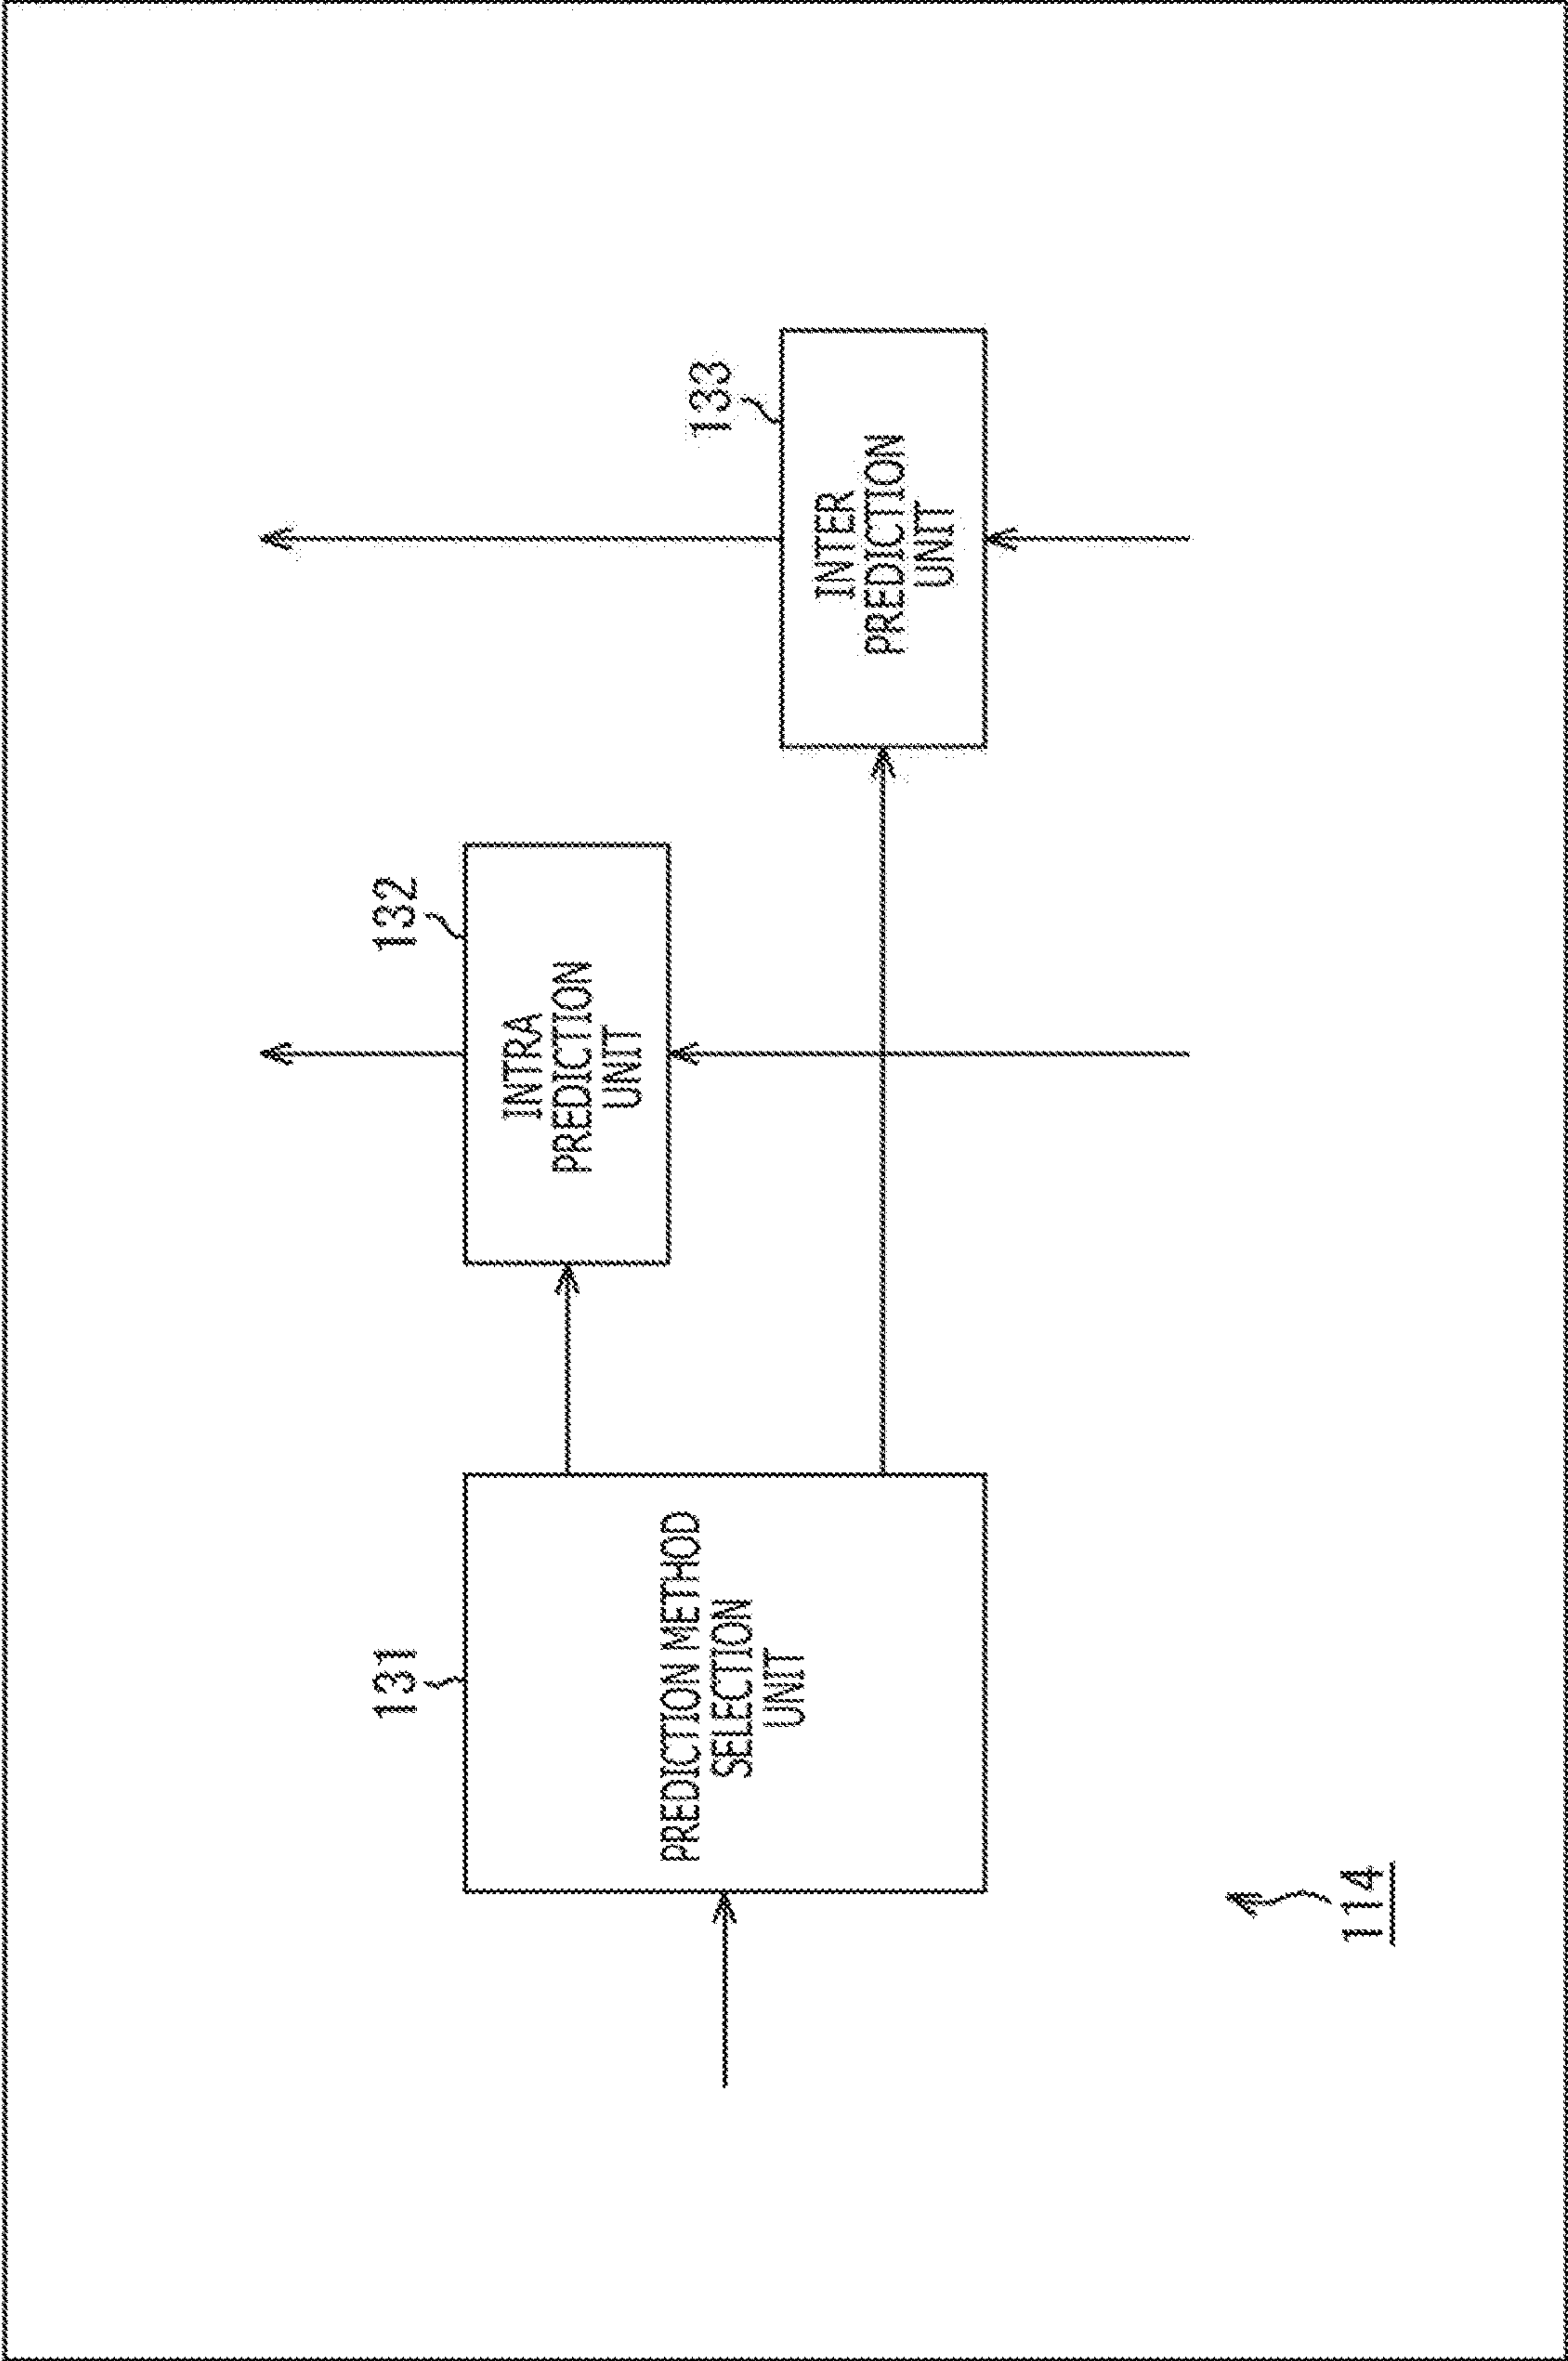 131
PREDICTION METHOD
SELECTION
UNIT
132
INTRA
PREDICTION
UNIT
133
INTER
PREDICTION
UNIT
114